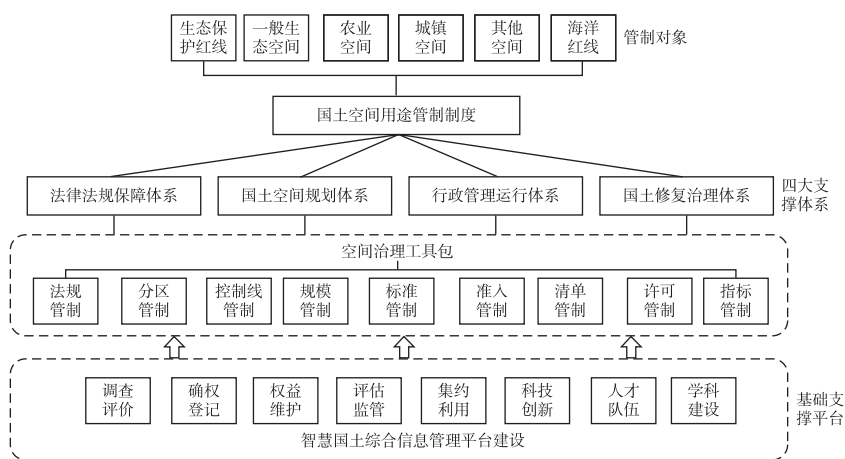 生态保
护红线
一般生
态空间
农业
空间
城镇
空间
其他
空间
海洋
红线
管制对象
国土空间用途管制制度
法律法规保障体系
国土空间规划体系
行政管理运行体系
国土修复治理体系
四大支
撑体系
空间治理工具包
法规
管制
分区
管制
控制线
管制
规模
管制
标准
管制
准入
管制
清单
管制
许可
管制
指标
管制
调查
评价
确权
登记
权益
维护
评估
监管
集约
利用
科技
创新
人才
队伍
学科
建设
基础支
撑平台
智慧国土综合信息管理平台建设